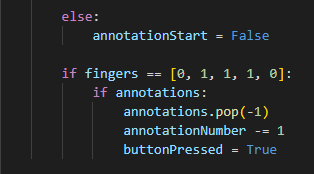 else:
    annotationStart = False

if fingers == [0, 1, 1, 1, 0]:
    if annotations:
        annotations.pop(-1)
        annotationNumber -= 1
        buttonPressed = True